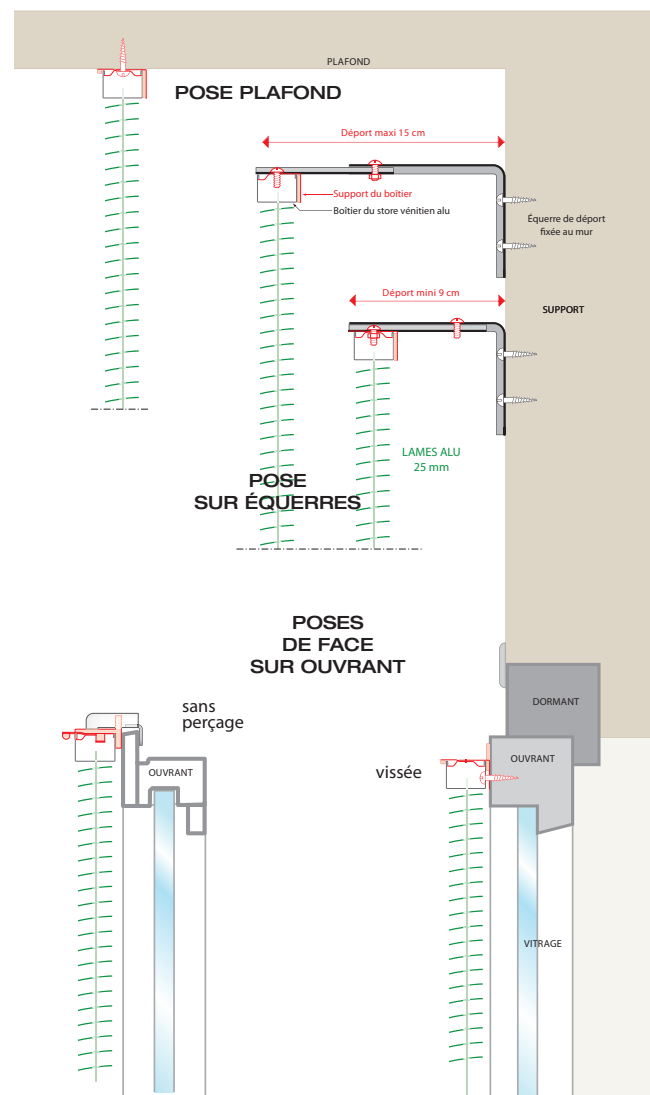 PLAFOND
POSE PLAFOND
Déport maxi 15 cm
Support du boîtier
Boîtier du store vénitien alu
Équerre de déport
fixée au mur
Déport mini 9 cm
SUPPORT
LAMES ALU
25 mm
POSE
SUR ÉQUERRES
POSES
DE FACE
SUR OUVRANT
sans
perçage
DORMANT
OUVRANT
OUVRANT
vissée
VITRAGE